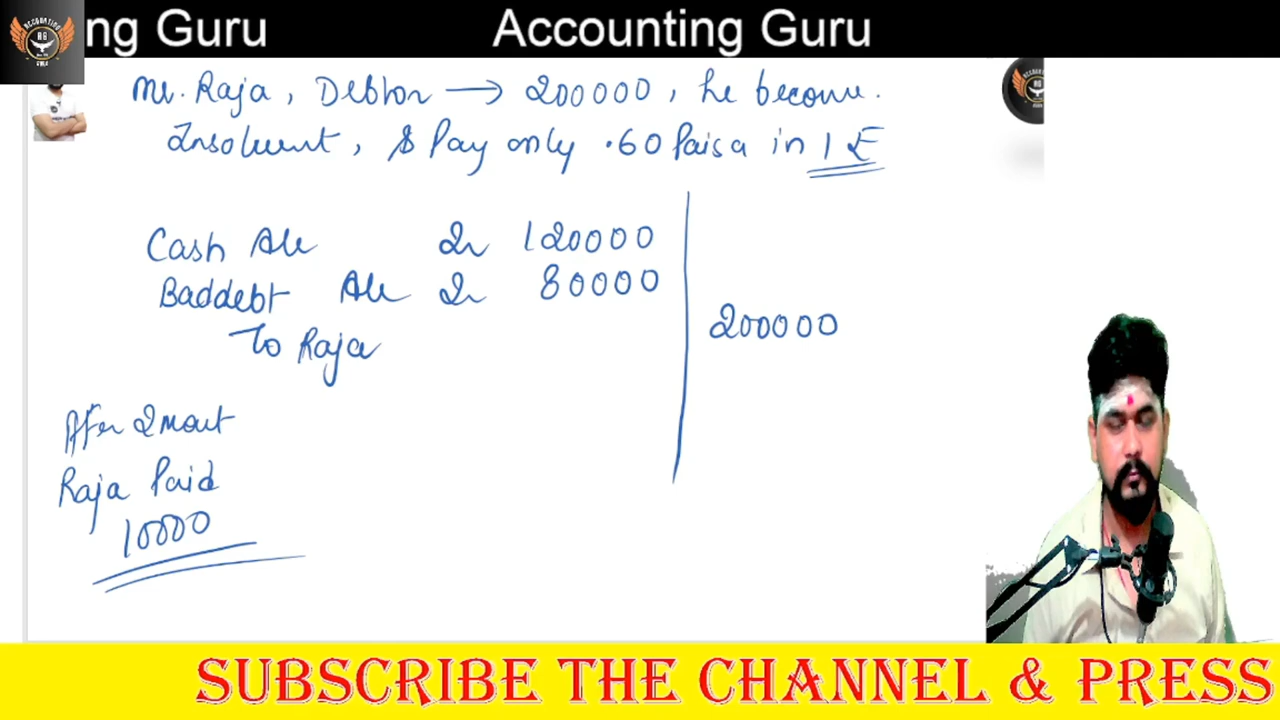 ng Guru Accounting Guru
Mr. Raja, Debtor → 200000, he become.
Insolvent, & Pay only .60 Paisa in 1 ₤
Cash A/c Dr 120000
Baddebt A/c Dr 80000
To Raja 200000
After 2 mont
Raja Paid
10000
SUBSCRIBE THE CHANNEL & PRESS